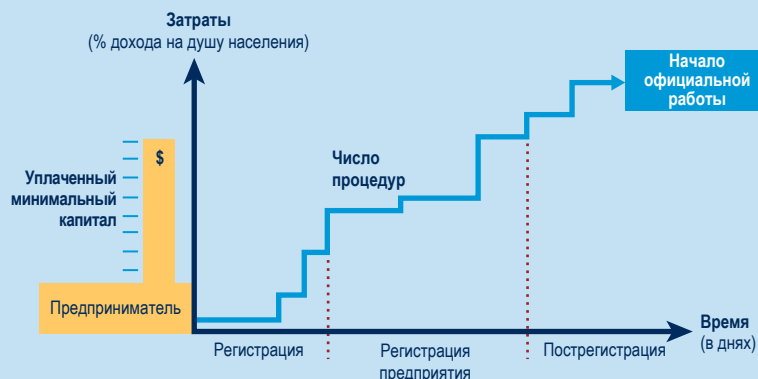 Затраты
(% дохода на душу населения)
Начало
официальной
работы
$
Уплаченный
минимальный
капитал
Число
процедур
Предприниматель
Время
(в днях)
Регистрация
Регистрация
предприятия
Пострегистрация